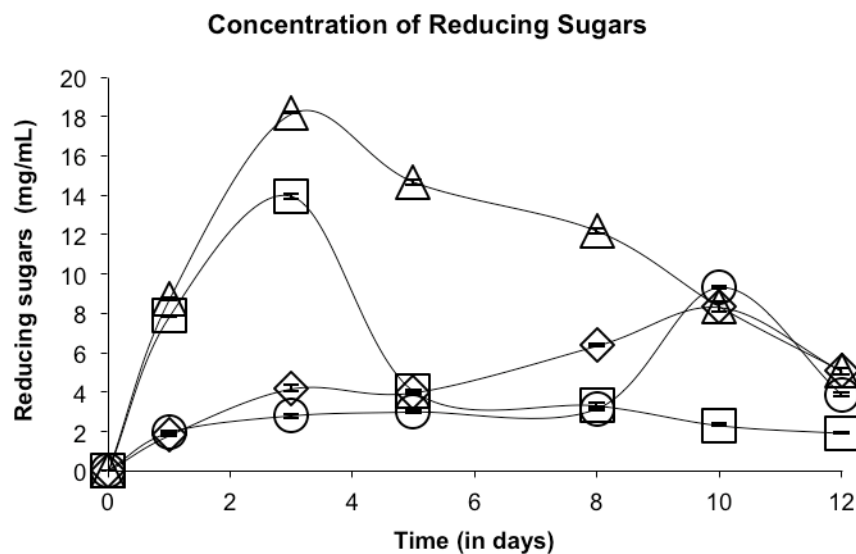 Concentration of Reducing Sugars
Reducing sugars (mg/mL)
20
18
16
14
12
10
8
6
4
2
0
0 2 4 6 8 10 12
Time (in days)